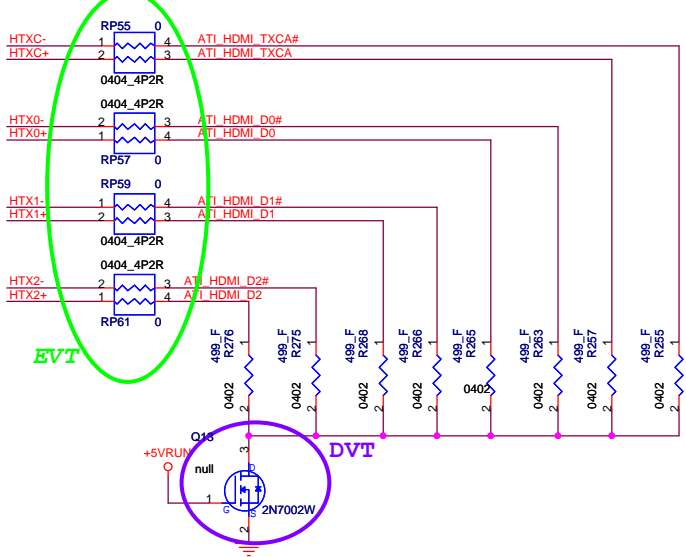 RP55 0
HTXC- 1 4 ATI_HDMI_TXCA#
HTXC+ 2 3 ATI_HDMI_TXCA
0404_4P2R
0404_4P2R
HTX0- 2 3 ATI_HDMI_D0#
HTX0+ 1 4 ATI_HDMI_D0
RP57 0
RP59 0
HTX1- 1 4 ATI_HDMI_D1#
HTX1+ 2 3 ATI_HDMI_D1
0404_4P2R
0404_4P2R
HTX2- 2 3 ATI_HDMI_D2#
HTX2+ 1 4 ATI_HDMI_D2
RP61 0
EVT
499_F R276 1 0402 2
499_F R275 1 0402 2
499_F R268 1 0402 2
499_F R266 1 0402 2
499_F R265 1 0402 2
499_F R263 1 0402 2
499_F R257 1 0402 2
499_F R255 1 0402 2
Q13 3 DVT
+5VRUN
null D
1 G S 2N7002W
2